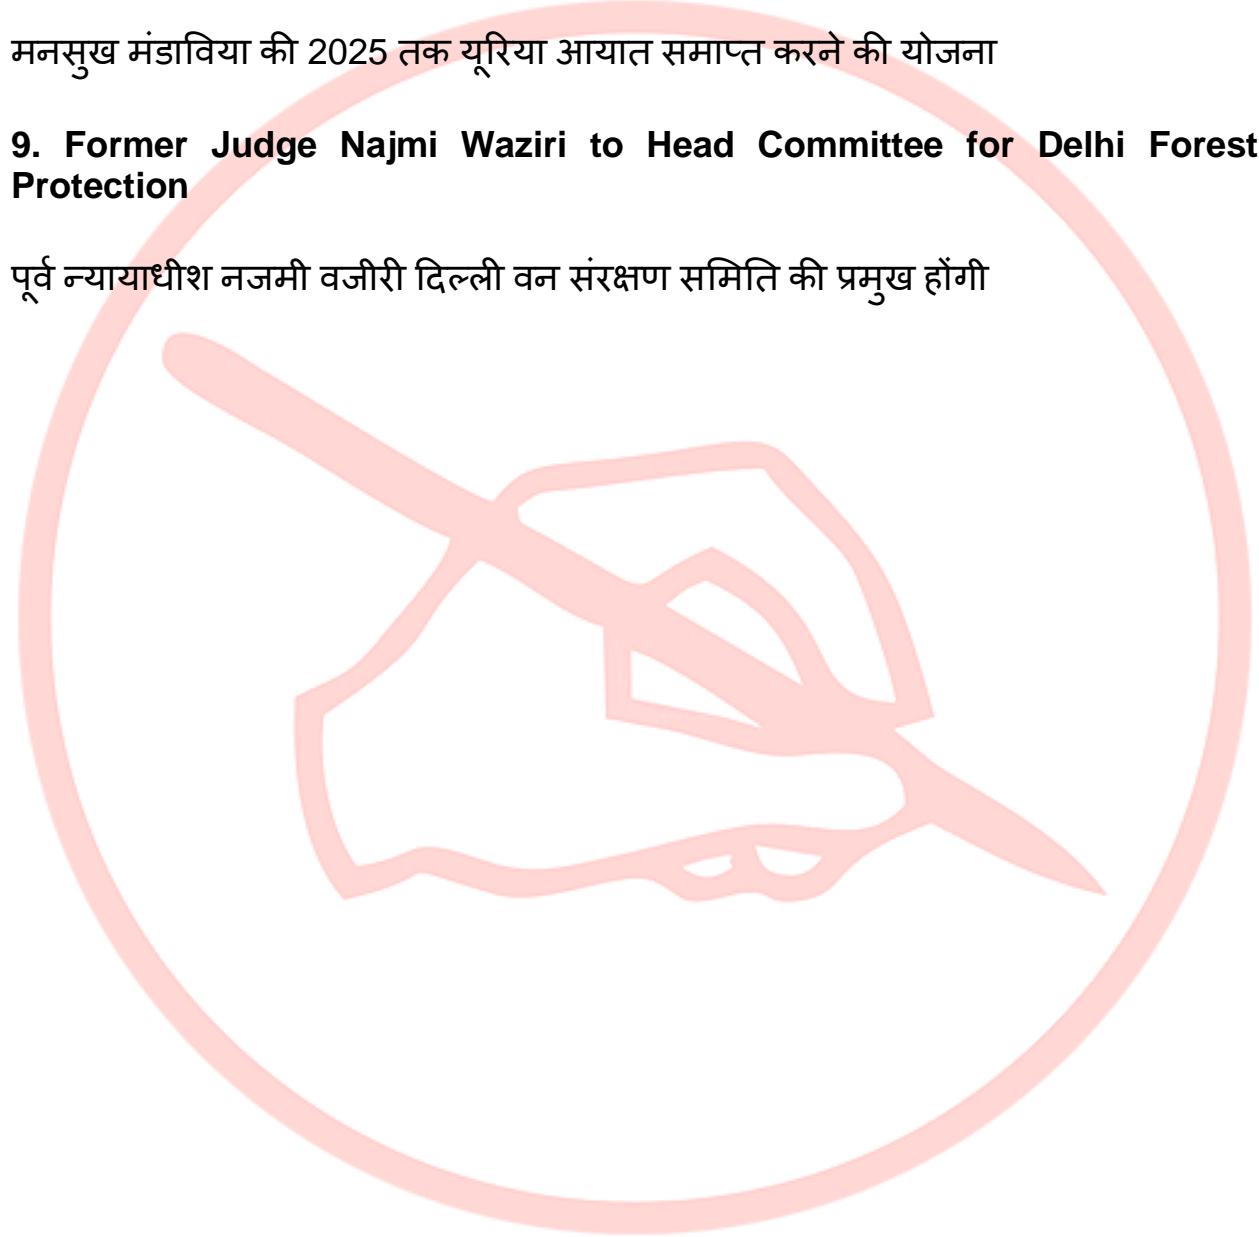 मनसुख मंडाविया की 2025 तक यूरिया आयात समाप्त करने की योजना
9. Former Judge Najmi Waziri to Head Committee for Delhi Forest
Protection
पूर्व न्यायाधीश नजमी वजीरी दिल्ली वन संरक्षण समिति की प्रमुख होंगी